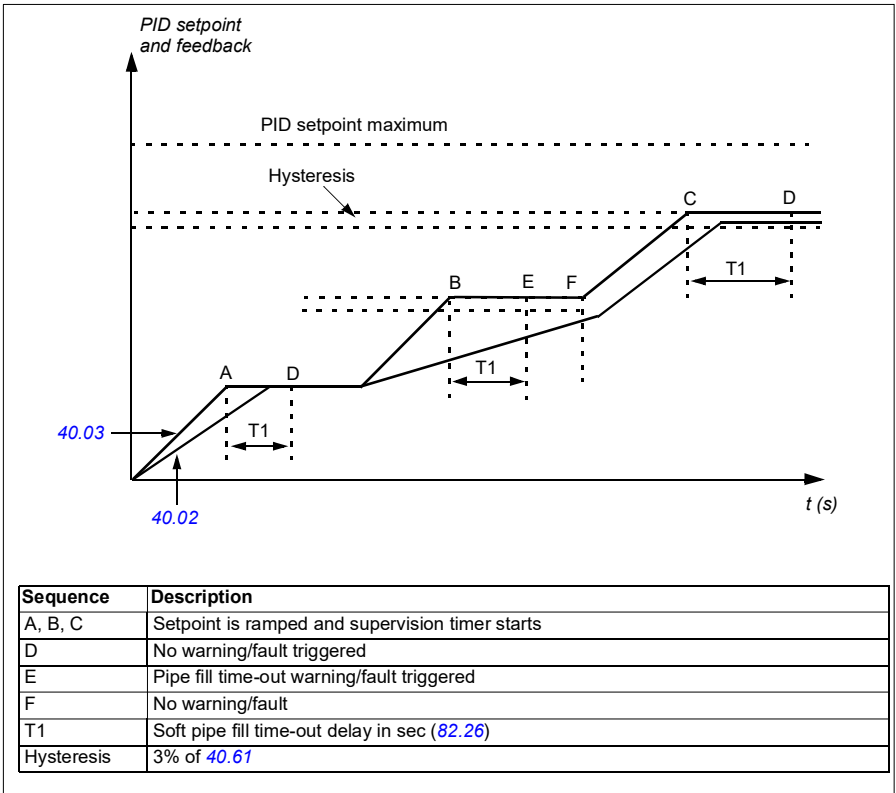 PID setpoint
and feedback
PID setpoint maximum
Hysteresis
C D
T1
B E F
T1
A D
T1
40.03
40.02
t (s)
Sequence Description
A, B, C Setpoint is ramped and supervision timer starts
D No warning/fault triggered
E Pipe fill time-out warning/fault triggered
F No warning/fault
T1 Soft pipe fill time-out delay in sec (82.26)
Hysteresis 3% of 40.61